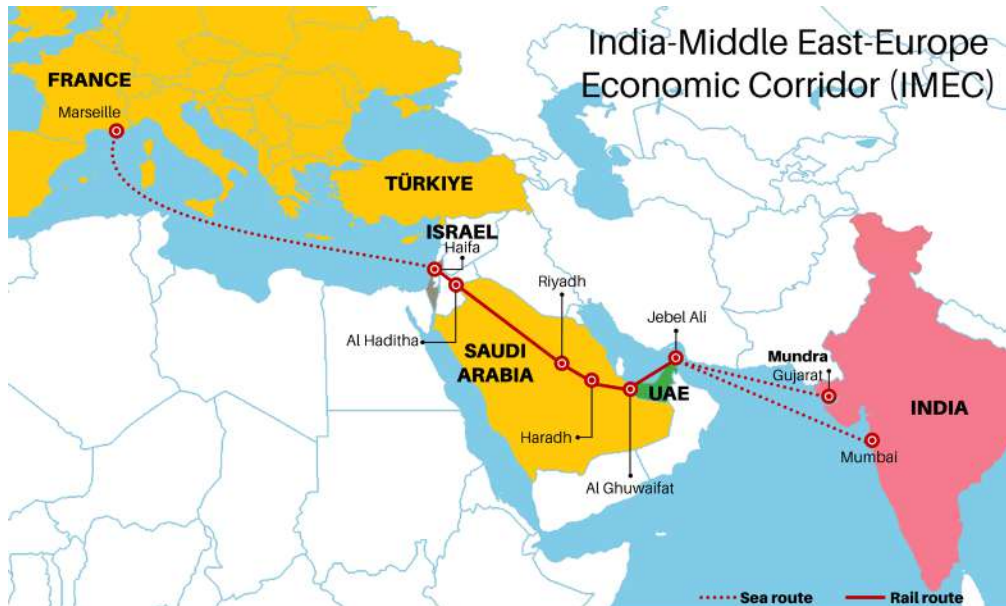 India-Middle East-Europe
Economic Corridor (IMEC)
FRANCE
Marseille
TÜRKIYE
ISRAEL
Haifa
Riyadh
Jebel Ali
Al Haditha
SAUDI
ARABIA
Mundra
Gujarat
UAE
INDIA
Haradh
Mumbai
Al Ghuwaifat
Sea route
Rail route